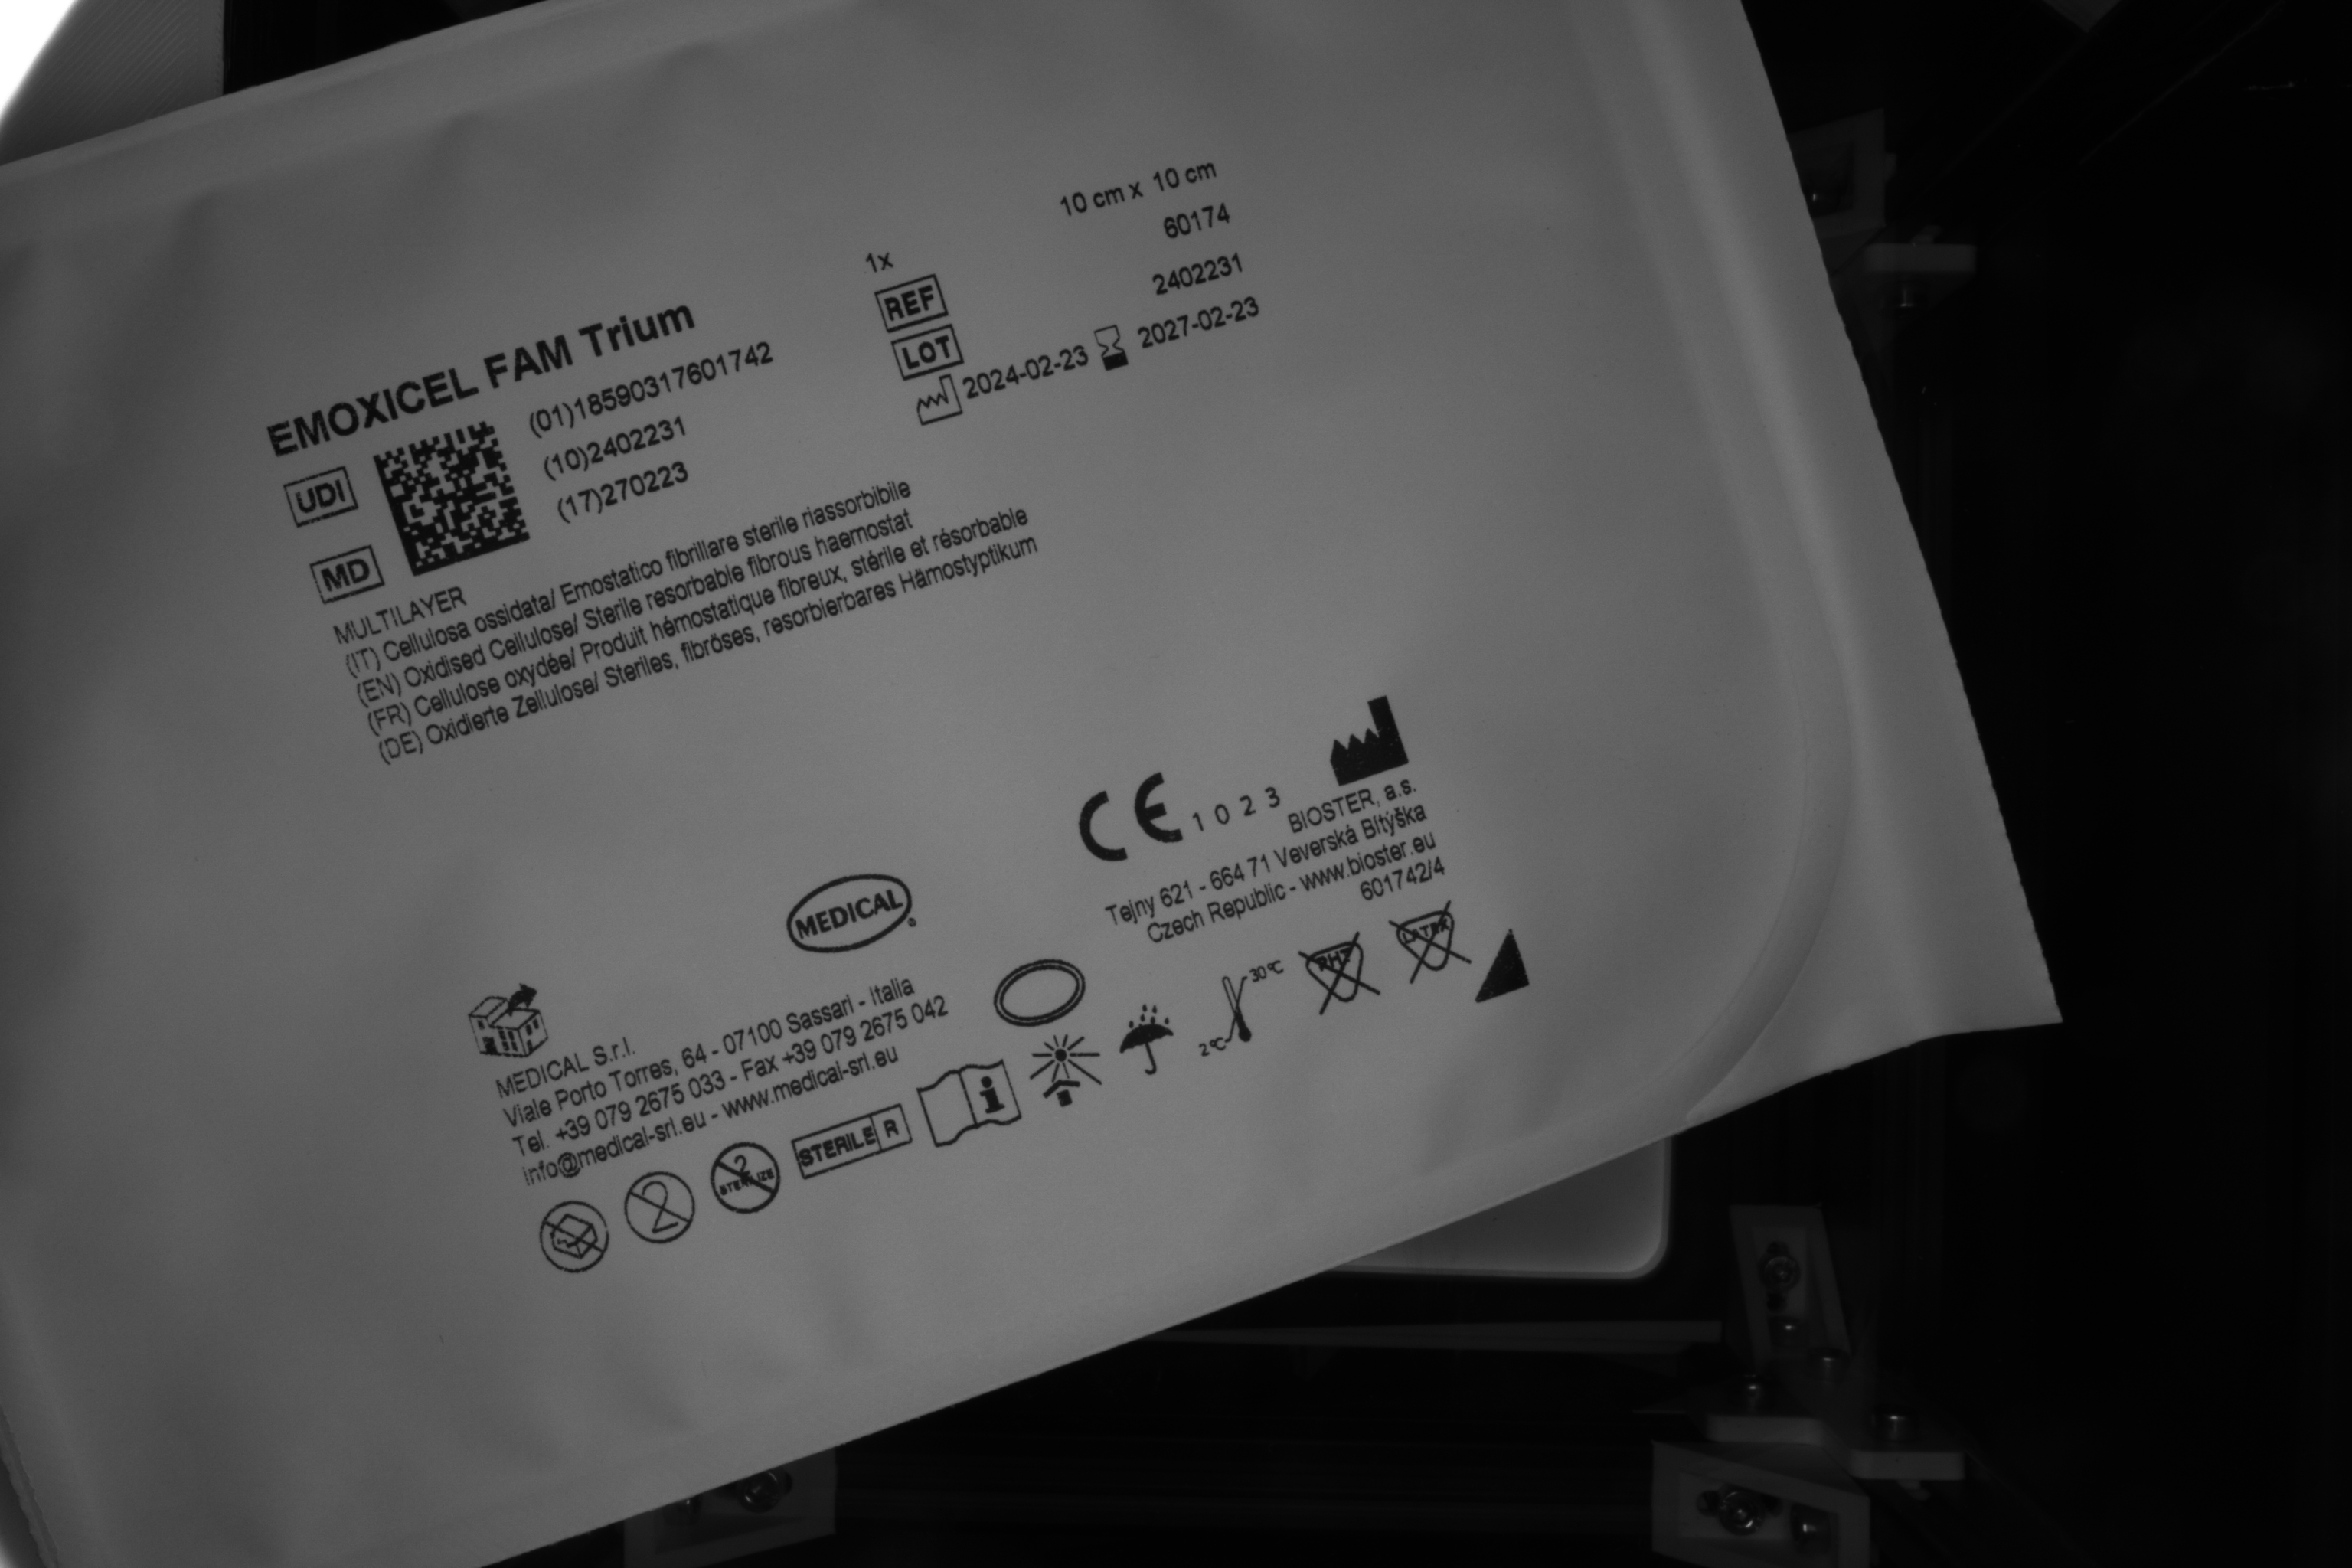 EMOXICEL FAM Trium
UDI
(01)18590317601742
(10)2402231
(17)270223
MD
1x 10 cm x 10 cm
REF 60174
LOT 2402231
2024-02-23 2027-02-23
MULTILAYER
(IT) Cellulosa ossidata/ Emostatico fibrillare sterile riassorbibile
(EN) Oxidised Cellulose/ Sterile resorbable fibrous haemostat
(FR) Cellulose oxydée/ Produit hémostatique fibreux, stérile et résorbable
(DE) Oxidierte Zellulose/ Steriles, fibröses, resorbierbares Hämostyptikum
CE 1023
BIOSTER, a.s.
Tejny 621 - 664 71 Veverská Bítýška
Czech Republic - www.bioster.eu
601742/4
MEDICAL
MEDICAL S.r.l.
Viale Porto Torres, 64 - 07100 Sassari - Italia
Tel. +39 079 2675 033 - Fax +39 079 2675 042
info@medical-srl.eu - www.medical-srl.eu
2
2 STERILIZE
STERILE R
i
2°C 30°C
PHT
LATEX